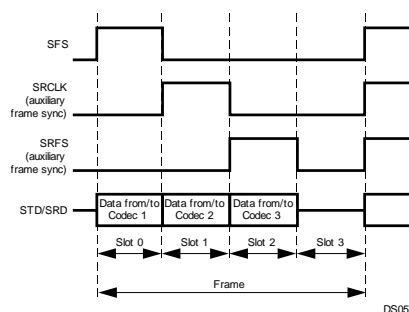 SFS
SRCLK
(auxiliary
frame sync)
SRFS
(auxiliary
frame sync)
STD/SRD
Data from/to
Codec 1
Data from/to
Codec 2
Data from/to
Codec 3
Slot 0
Slot 1
Slot 2
Slot 3
Frame
DS05